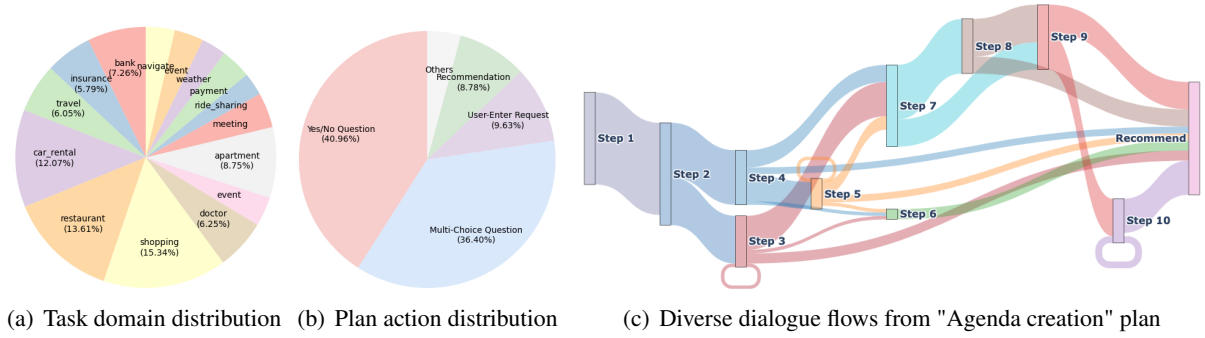 bank
(7.26%)
navigate
event
weather
payment
ride_sharing
meeting
apartment
(8.75%)
event
doctor
(6.25%)
shopping
(15.34%)
restaurant
(13.61%)
car_rental
(12.07%)
travel
(6.05%)
insurance
(5.79%)
Others
Recommendation
(8.78%)
User-Enter Request
(9.63%)
Yes/No Question
(40.96%)
Multi-Choice Question
(36.40%)
Step 1
Step 2
Step 4
Step 3
Step 5
Step 6
Step 7
Step 8
Step 9
Recommend
Step 10
(a) Task domain distribution
(b) Plan action distribution
(c) Diverse dialogue flows from "Agenda creation" plan